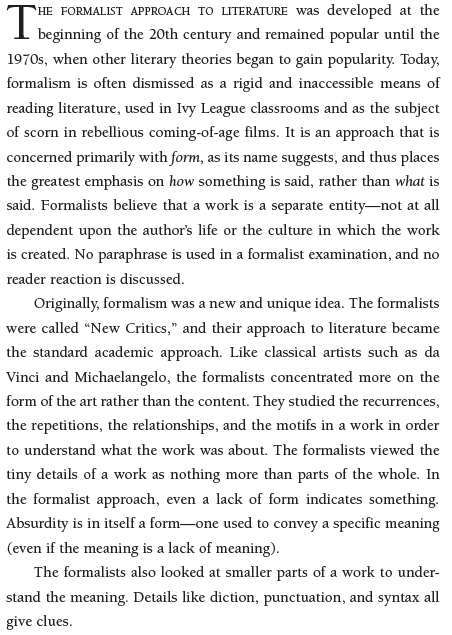 THE FORMALIST APPROACH TO LITERATURE was developed at the
beginning of the 20th century and remained popular until the
1970s, when other literary theories began to gain popularity. Today,
formalism is often dismissed as a rigid and inaccessible means of
reading literature, used in Ivy League classrooms and as the subject
of scorn in rebellious coming-of-age films. It is an approach that is
concerned primarily with form, as its name suggests, and thus places
the greatest emphasis on how something is said, rather than what is
said. Formalists believe that a work is a separate entity—not at all
dependent upon the author's life or the culture in which the work
is created. No paraphrase is used in a formalist examination, and no
reader reaction is discussed.
Originally, formalism was a new and unique idea. The formalists
were called “New Critics,” and their approach to literature became
the standard academic approach. Like classical artists such as da
Vinci and Michaelangelo, the formalists concentrated more on the
form of the art rather than the content. They studied the recurrences,
the repetitions, the relationships, and the motifs in a work in order
to understand what the work was about. The formalists viewed the
tiny details of a work as nothing more than parts of the whole. In
the formalist approach, even a lack of form indicates something.
Absurdity is in itself a form—one used to convey a specific meaning
(even if the meaning is a lack of meaning).
The formalists also looked at smaller parts of a work to under-
stand the meaning. Details like diction, punctuation, and syntax all
give clues.